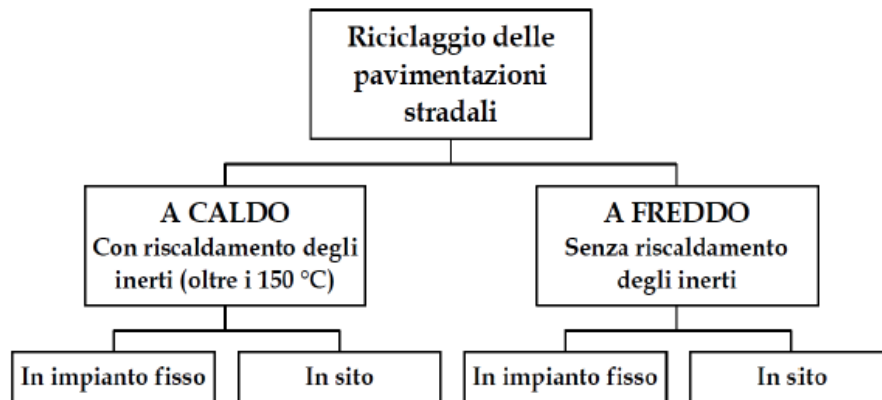 Riciclaggio delle
pavimentazioni
stradali
A CALDO
Con riscaldamento degli
inerti (oltre i 150 °C)
A FREDDO
Senza riscaldamento
degli inerti
In impianto fisso
In sito
In impianto fisso
In sito